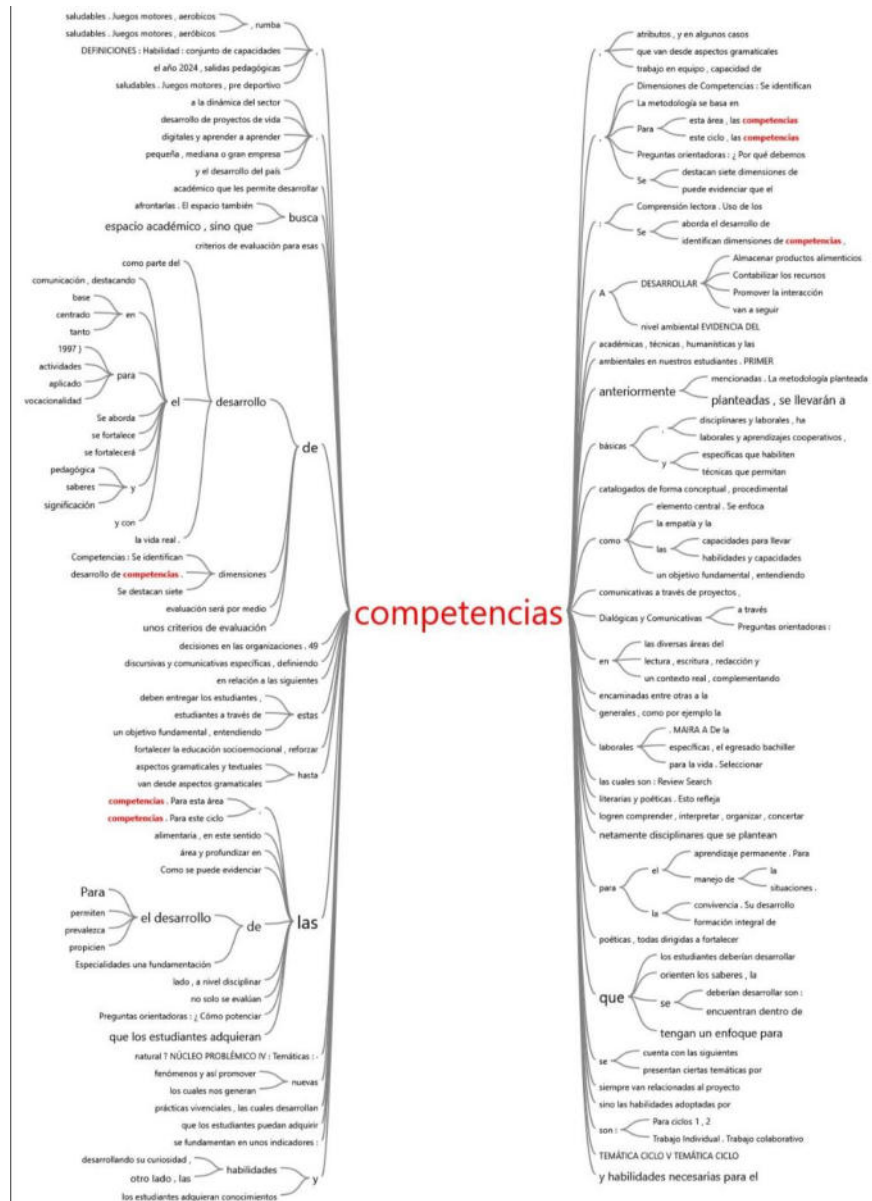 saludables . Juegos motores , aerobicos
saludables . Juegos motores , aeróbicos
, rumba
DEFINICIONES : Habilidad : conjunto de capacidades
el año 2024 , salidas pedagógicas
saludables . Juegos motores , pre deportivo
,
a la dinámica del sector
desarrollo de proyectos de vida
digitales y aprender a aprender
pequeña , mediana o gran empresa
y el desarrollo del país
.
académico que les permite desarrollar
afrontarlas . El espacio también
espacio académico , sino que
busca
criterios de evaluación para esas
como parte del
comunicación , destacando
base
centrado
tanto
en
1997 )
actividades
aplicado
vocacionalidad
para
Se aborda
se fortalece
se fortalecerá
pedagógica
saberes
significación
y
y con
el
la vida real .
desarrollo
Competencias : Se identifican
desarrollo de competencias .
Se destacan siete
dimensiones
evaluación será por medio
unos criterios de evaluación
de
decisiones en las organizaciones . 49
discursivas y comunicativas específicas , definiendo
en relación a las siguientes
deben entregar los estudiantes ,
estudiantes a través de
un objetivo fundamental , entendiendo
estas
fortalecer la educación socioemocional , reforzar
aspectos gramaticales y textuales
van desde aspectos gramaticales
hasta
competencias . Para esta área
competencias . Para este ciclo
,
alimentaria , en este sentido
área y profundizar en
Como se puede evidenciar
Para
permiten
prevalezca
propicien
el desarrollo
Especialidades una fundamentación
de
lado , a nivel disciplinar
no solo se evalúan
Preguntas orientadoras : ¿ Cómo potenciar
que los estudiantes adquieran
las
natural ? NÚCLEO PROBLÉMICO IV : Temáticas : -
fenómenos y así promover
los cuales nos generan
nuevas
prácticas vivenciales , las cuales desarrollan
que los estudiantes puedan adquirir
se fundamentan en unos indicadores :
desarrollando su curiosidad ,
otro lado , las
habilidades
los estudiantes adquieran conocimientos
y
competencias
,
atributos , y en algunos casos
que van desde aspectos gramaticales
trabajo en equipo , capacidad de
.
Dimensiones de Competencias : Se identifican
La metodología se basa en
Para
esta área , las competencias
este ciclo , las competencias
Preguntas orientadoras : ¿ Por qué debemos
Se
destacan siete dimensiones de
puede evidenciar que el
:
Comprensión lectora . Uso de los
Se
aborda el desarrollo de
identifican dimensiones de competencias ,
A
DESARROLLAR
Almacenar productos alimenticios
Contabilizar los recursos
Promover la interacción
van a seguir
nivel ambiental EVIDENCIA DEL
académicas , técnicas , humanísticas y las
ambientales en nuestros estudiantes . PRIMER
anteriormente
mencionadas . La metodología planteada
planteadas , se llevarán a
básicas
,
disciplinares y laborales , ha
laborales y aprendizajes cooperativos ,
y
específicas que habiliten
técnicas que permitan
catalogados de forma conceptual , procedimental
como
elemento central . Se enfoca
la empatía y la
las
capacidades para llevar
habilidades y capacidades
un objetivo fundamental , entendiendo
comunicativas a través de proyectos ,
Dialógicas y Comunicativas
a través
Preguntas orientadoras :
en
las diversas áreas del
lectura , escritura , redacción y
un contexto real , complementando
encaminadas entre otras a la
generales , como por ejemplo la
laborales
. MAIRA A De la
específicas , el egresado bachiller
para la vida . Seleccionar
las cuales son : Review Search
literarias y poéticas . Esto refleja
logren comprender , interpretar , organizar , concertar
netamente disciplinares que se plantean
para
el
aprendizaje permanente . Para
manejo de
la
situaciones .
la
convivencia . Su desarrollo
formación integral de
poéticas , todas dirigidas a fortalecer
que
los estudiantes deberían desarrollar
orienten los saberes , la
se
deberían desarrollar son :
encuentran dentro de
tengan un enfoque para
se
cuenta con las siguientes
presentan ciertas temáticas por
siempre van relacionadas al proyecto
sino las habilidades adoptadas por
son :
Para ciclos 1 , 2
Trabajo Individual . Trabajo colaborativo
TEMÁTICA CICLO V TEMÁTICA CICLO
y habilidades necesarias para el